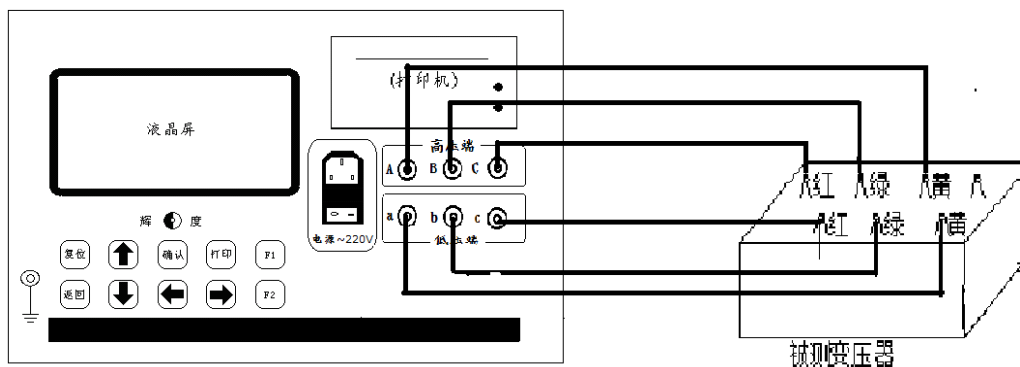 (打印机)
液晶屏
高压端
A B C
红 绿 黄
a b c
红 绿 黄
低压端
电源~220V
辉 度
复位 确认 打印 F1
返回 F2
被测变压器